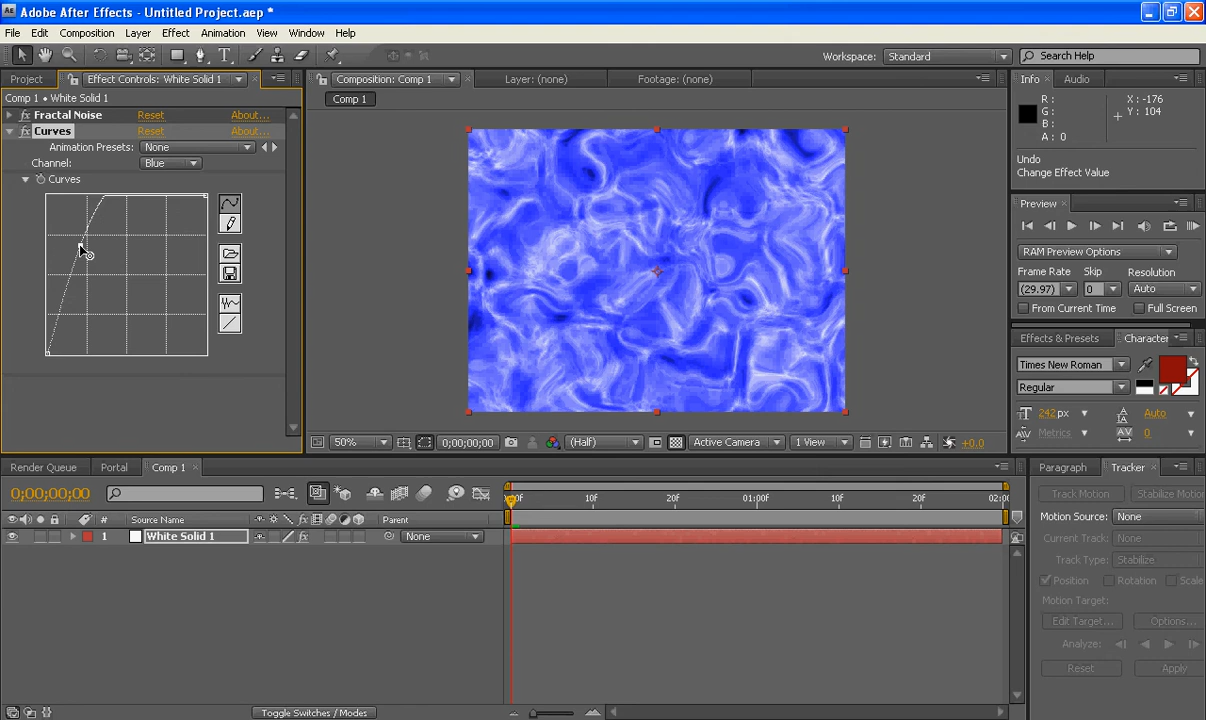 Adobe After Effects - Untitled Project.aep *
File Edit Composition Layer Effect Animation View Window Help
Workspace: Standard Search Help
Project Effect Controls: White Solid 1 Composition: Comp 1 Layer: (none) Footage: (none) Info Audio
Comp 1 • White Solid 1 Comp 1
Fractal Noise Reset About...
Curves Reset About...
Animation Presets: None
Channel: Blue
Curves
R: X: -176
G: Y: 104
B:
A: 0
Undo
Change Effect Value
Preview
RAM Preview Options
Frame Rate Skip Resolution
(29.97) 0 Auto
From Current Time Full Screen
Effects & Presets Character
Times New Roman
Regular
242 px Auto
Metrics 0
50% 0;00;00;00 (Half) Active Camera 1 View +0.0
Render Queue Portal Comp 1 Paragraph Tracker
0;00;00;00 10f 20f 01:00f 10f 20f
# Source Name Parent
1 White Solid 1 None
Track Motion Stabilize Motion
Motion Source: None
Current Track: None
Track Type: Stabilize
Position Rotation Scale
Motion Target:
Edit Target... Options...
Analyze:
Reset Apply
Toggle Switches / Modes